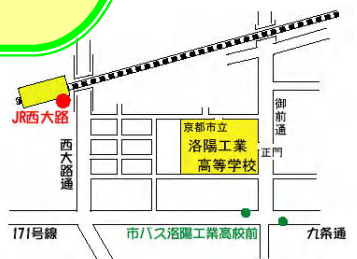 JR西大路
西大路通
京都市立
洛陽工業
高等学校
正門
御前通
171号線
市バス洛陽工業高校前
九条通